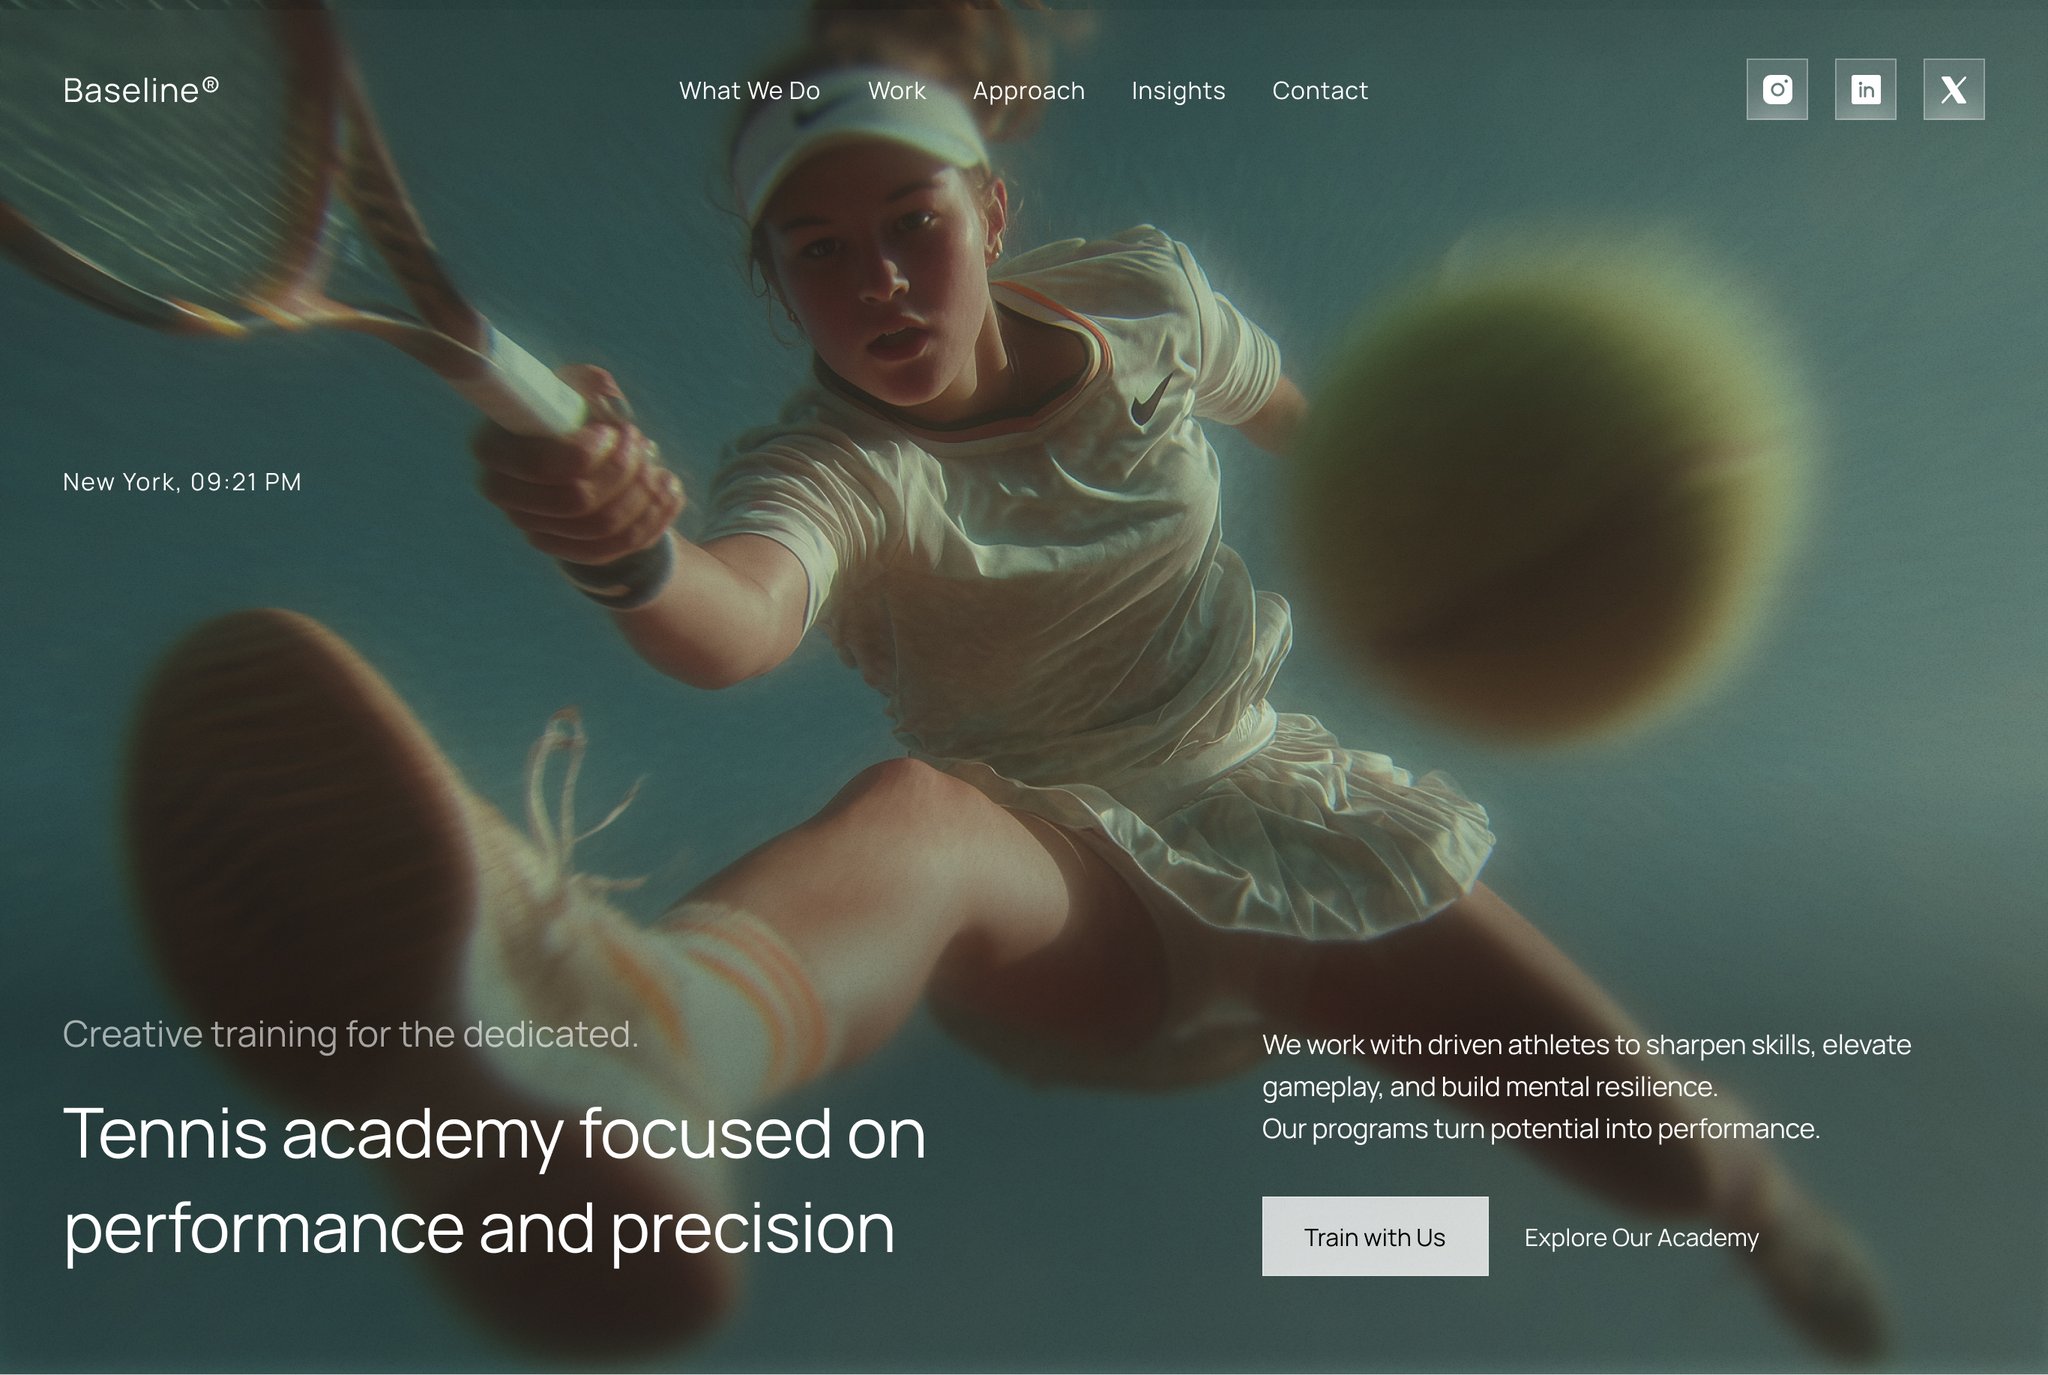 Baseline®
What We Do
Work
Approach
Insights
Contact
in
X
New York, 09:21 PM
Creative training for the dedicated.
Tennis academy focused on
performance and precision
We work with driven athletes to sharpen skills, elevate
gameplay, and build mental resilience.
Our programs turn potential into performance.
Train with Us
Explore Our Academy